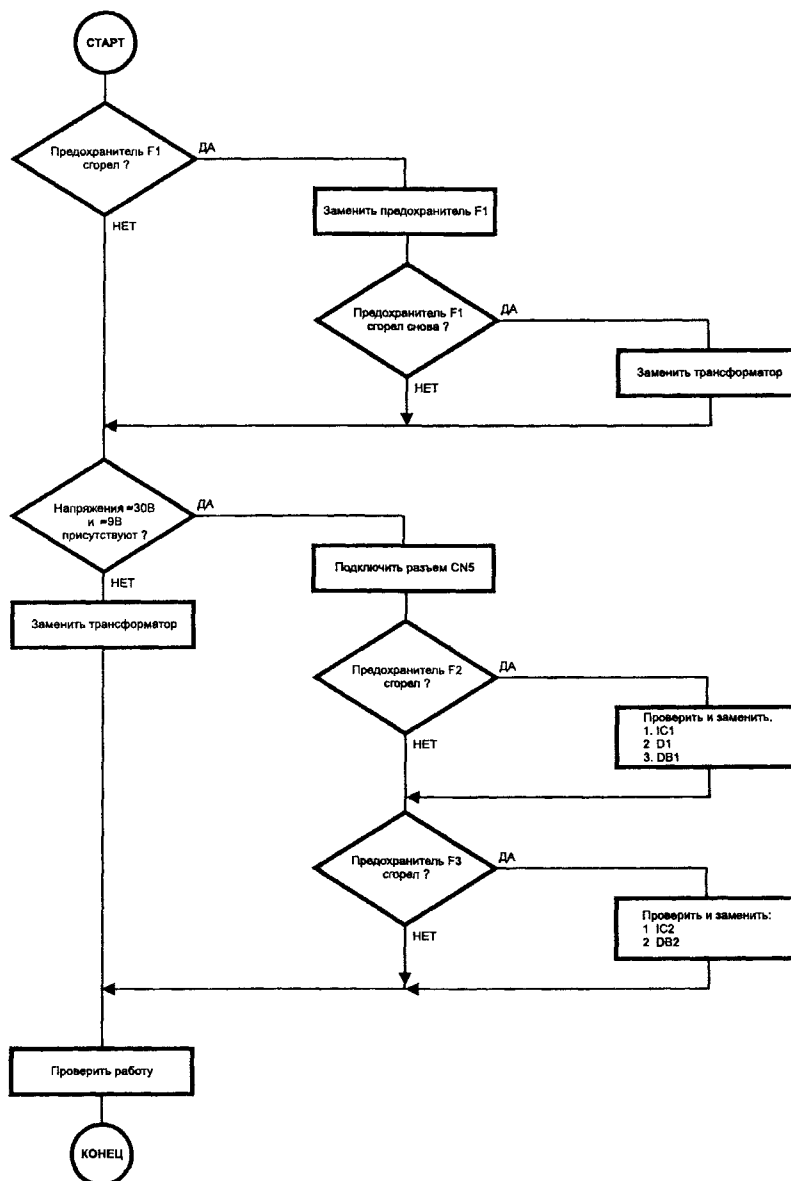 СТАРТ
Предохранитель F1
сгорел ?
ДА
НЕТ
Заменить предохранитель F1
Предохранитель F1
сгорел снова ?
ДА
НЕТ
Заменить трансформатор
Напряжения ≈30В
и ≈9В
присутствуют ?
ДА
НЕТ
Подключить разъем CN5
Заменить трансформатор
Предохранитель F2
сгорел ?
ДА
НЕТ
Проверить и заменить.
1. IC1
2 D1
3. DB1
Предохранитель F3
сгорел ?
ДА
НЕТ
Проверить и заменить:
1 IC2
2 DB2
Проверить работу
КОНЕЦ